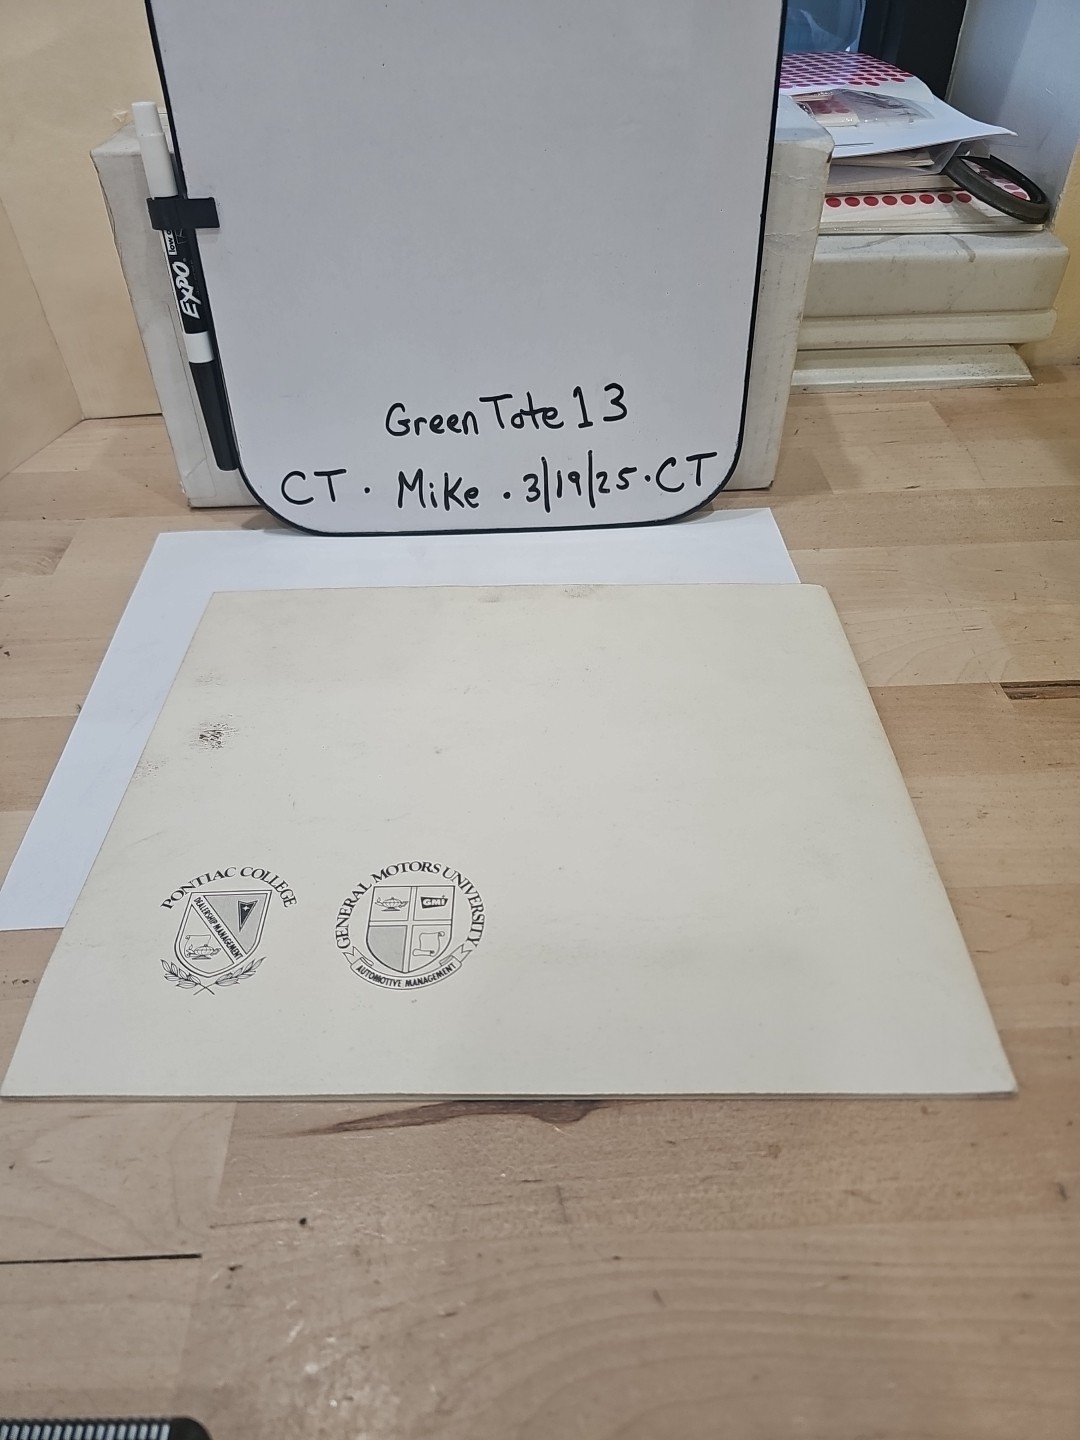 EXPO
low o
Green Tote 13
CT · Mike · 3/19/25 · CT
PONTIAC COLLEGE
DEALERSHIP MANAGEMENT
GENERAL MOTORS UNIVERSITY
GMI
AUTOMOTIVE MANAGEMENT